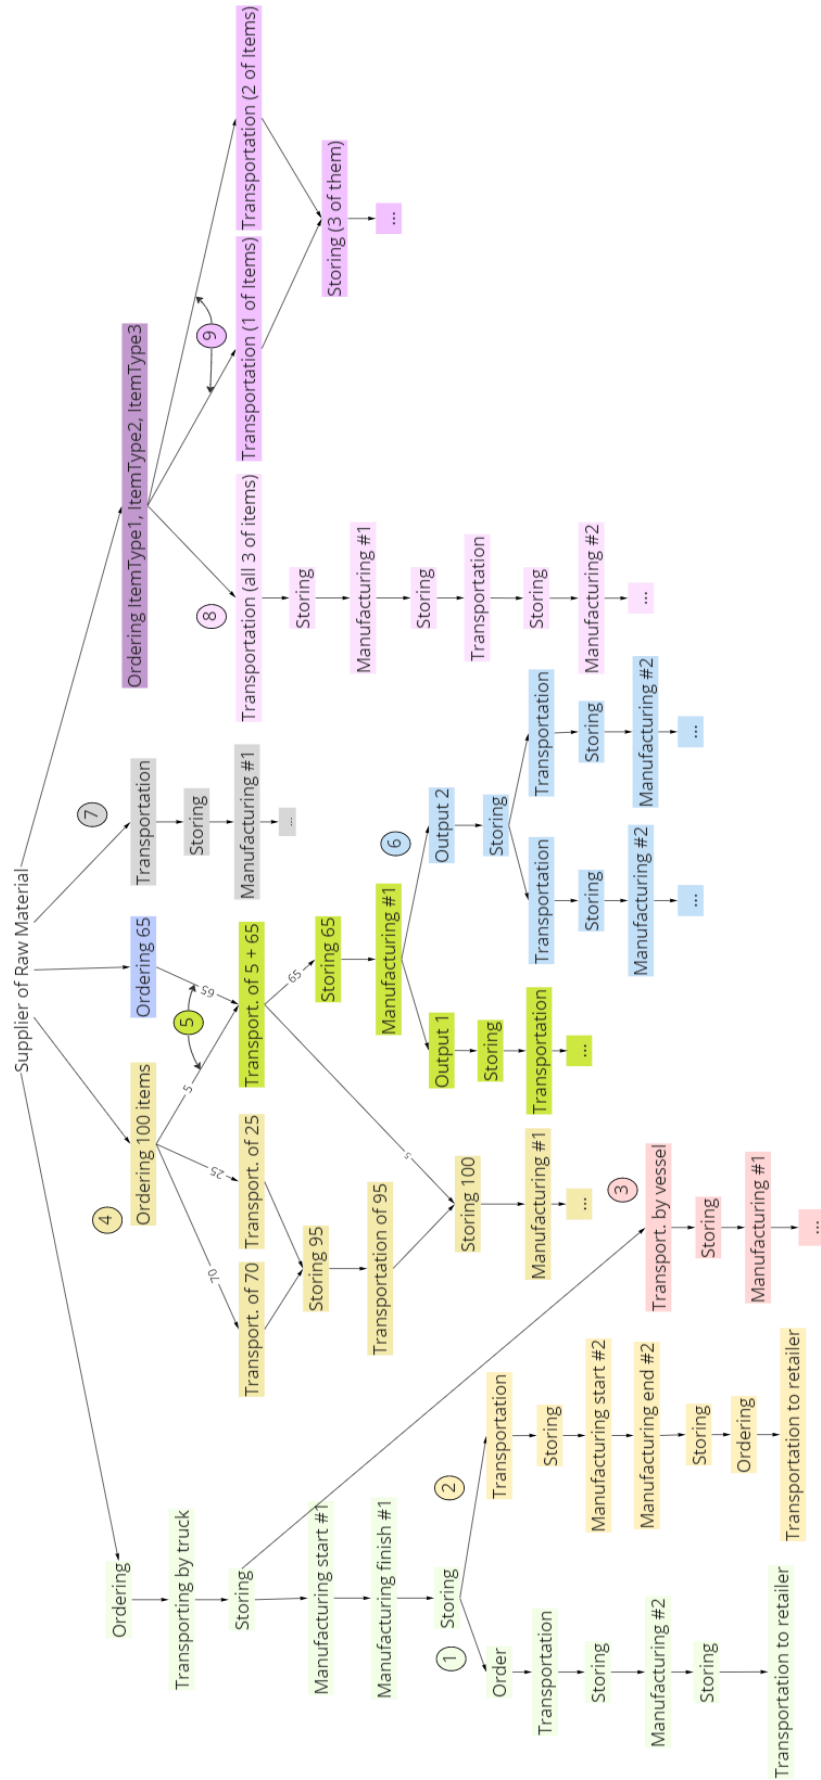 Supplier of Raw Material
Ordering
Transporting by truck
Storing
Manufacturing start #1
Manufacturing finish #1
Storing
1
Order
Transportation
Storing
Manufacturing #2
Storing
Transportation to retailer
2
Transportation
Storing
Manufacturing start #2
Manufacturing end #2
Storing
Ordering
Transportation to retailer
3
Transport. by vessel
Storing
Manufacturing #1
...
4
Ordering 100 items
70
25
5
Transport. of 70
Transport. of 25
Storing 95
Transportation of 95
Storing 100
Manufacturing #1
...
Ordering 65
5
65
Transport. of 5 + 65
5
65
Storing 65
Manufacturing #1
Output 1
Storing
Transportation
...
6
Output 2
Storing
Transportation
Storing
Manufacturing #2
...
Transportation
Storing
Manufacturing #2
...
7
Transportation
Storing
Manufacturing #1
...
Ordering ItemType1, ItemType2, ItemType3
8
Transportation (all 3 of items)
Storing
Manufacturing #1
Storing
Transportation
Storing
Manufacturing #2
...
9
Transportation (1 of Items)
Transportation (2 of Items)
Storing (3 of them)
...